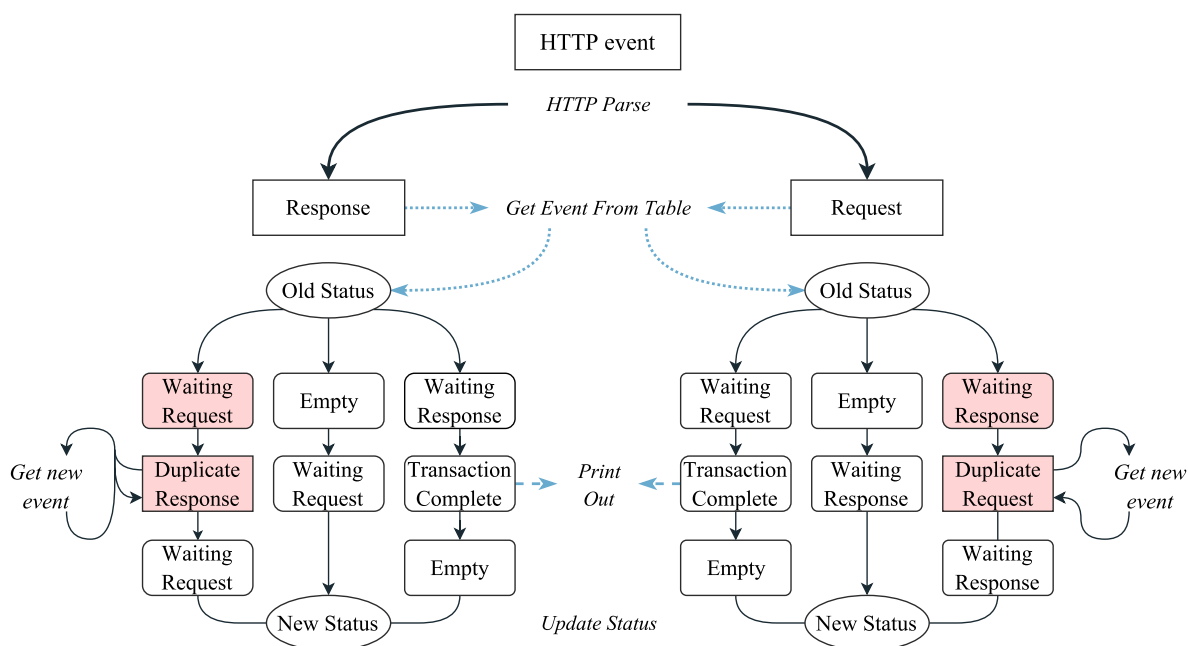 HTTP event
HTTP Parse
Response
Get Event From Table
Request
Old Status
Old Status
Waiting
Request
Empty
Waiting
Response
Waiting
Request
Empty
Waiting
Response
Get new
event
Duplicate
Response
Waiting
Request
Transaction
Complete
Print
Out
Transaction
Complete
Waiting
Response
Duplicate
Request
Get new
event
Waiting
Request
Empty
Empty
Waiting
Response
New Status
Update Status
New Status